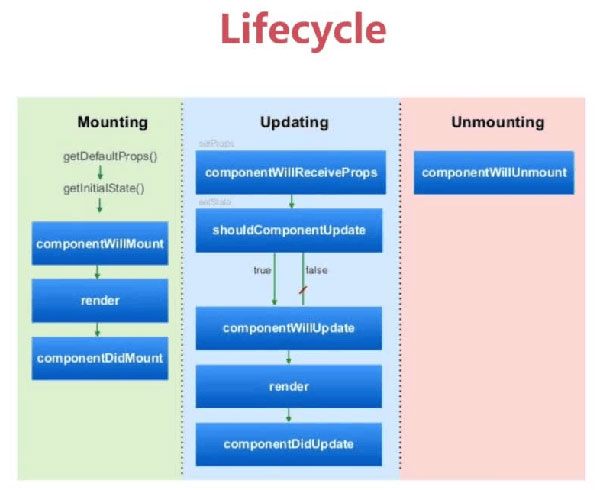 Lifecycle
Mounting
getDefaultProps()
getInitialState()
componentWillMount
render
componentDidMount
Updating
setProps
componentWillReceiveProps
setState
shouldComponentUpdate
true
false
componentWillUpdate
render
componentDidUpdate
Unmounting
componentWillUnmount